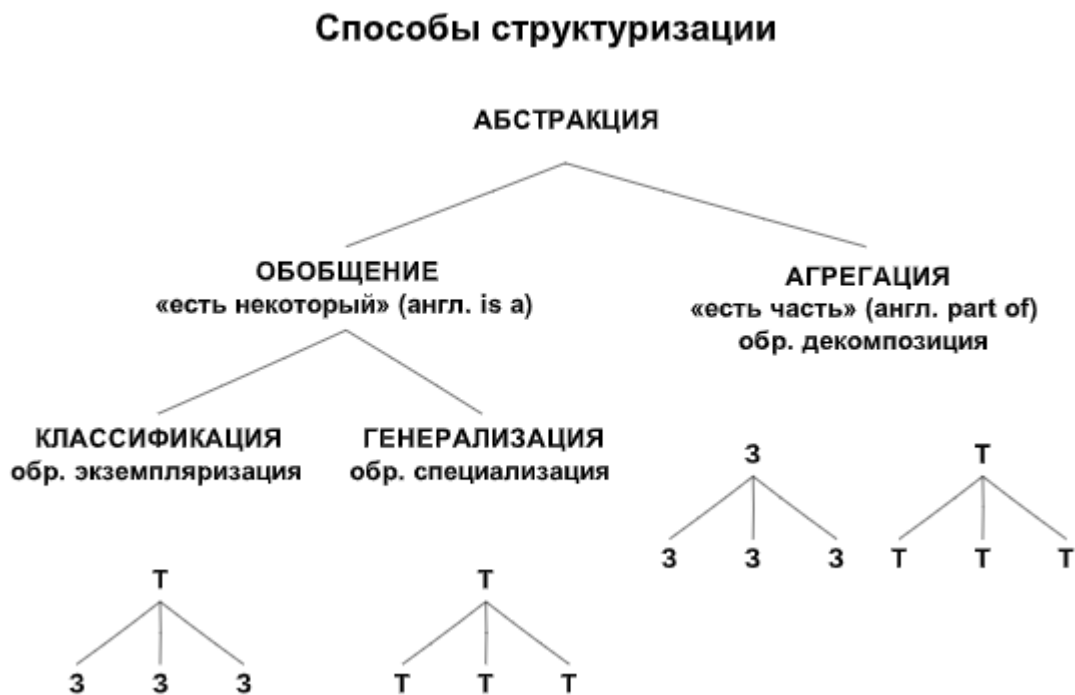 Способы структуризации
АБСТРАКЦИЯ
ОБОБЩЕНИЕ
«есть некоторый» (англ. is a)
АГРЕГАЦИЯ
«есть часть» (англ. part of)
обр. декомпозиция
КЛАССИФИКАЦИЯ
обр. экземпляризация
ГЕНЕРАЛИЗАЦИЯ
обр. специализация
З Т
З З З Т Т Т
Т Т
З З З Т Т Т